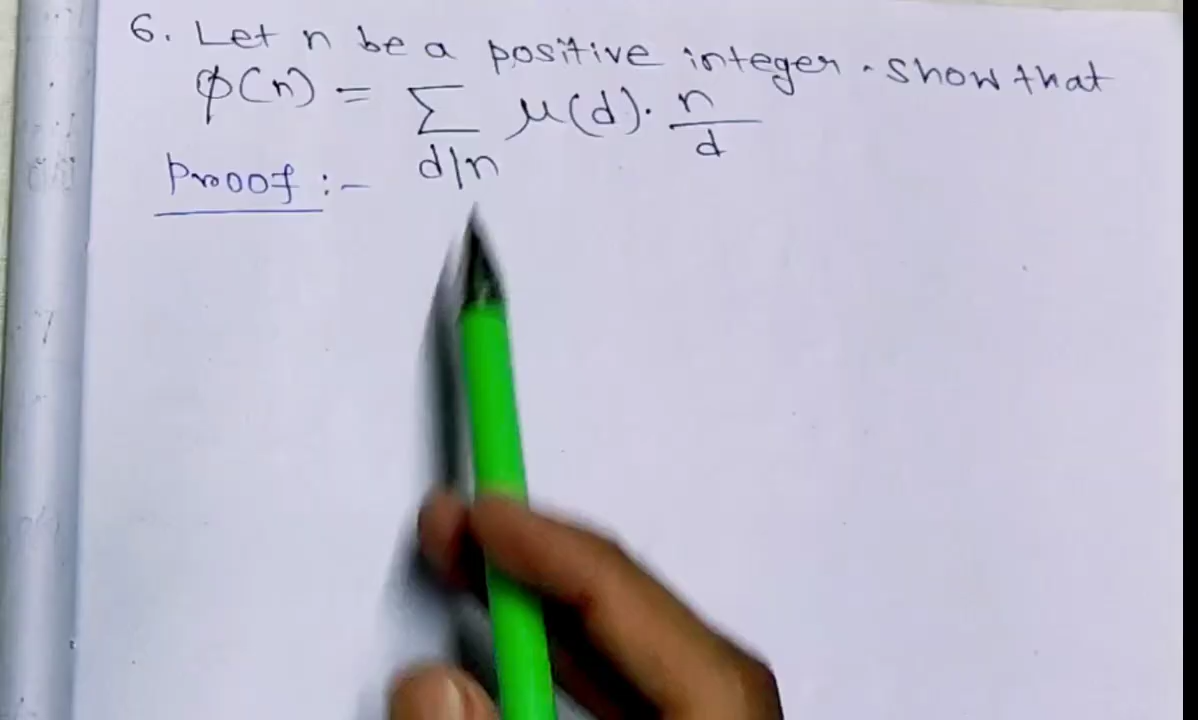 6. Let n be a positive integer. show that
φ(n) = Σ μ(d). n/d
d|n
Proof :-